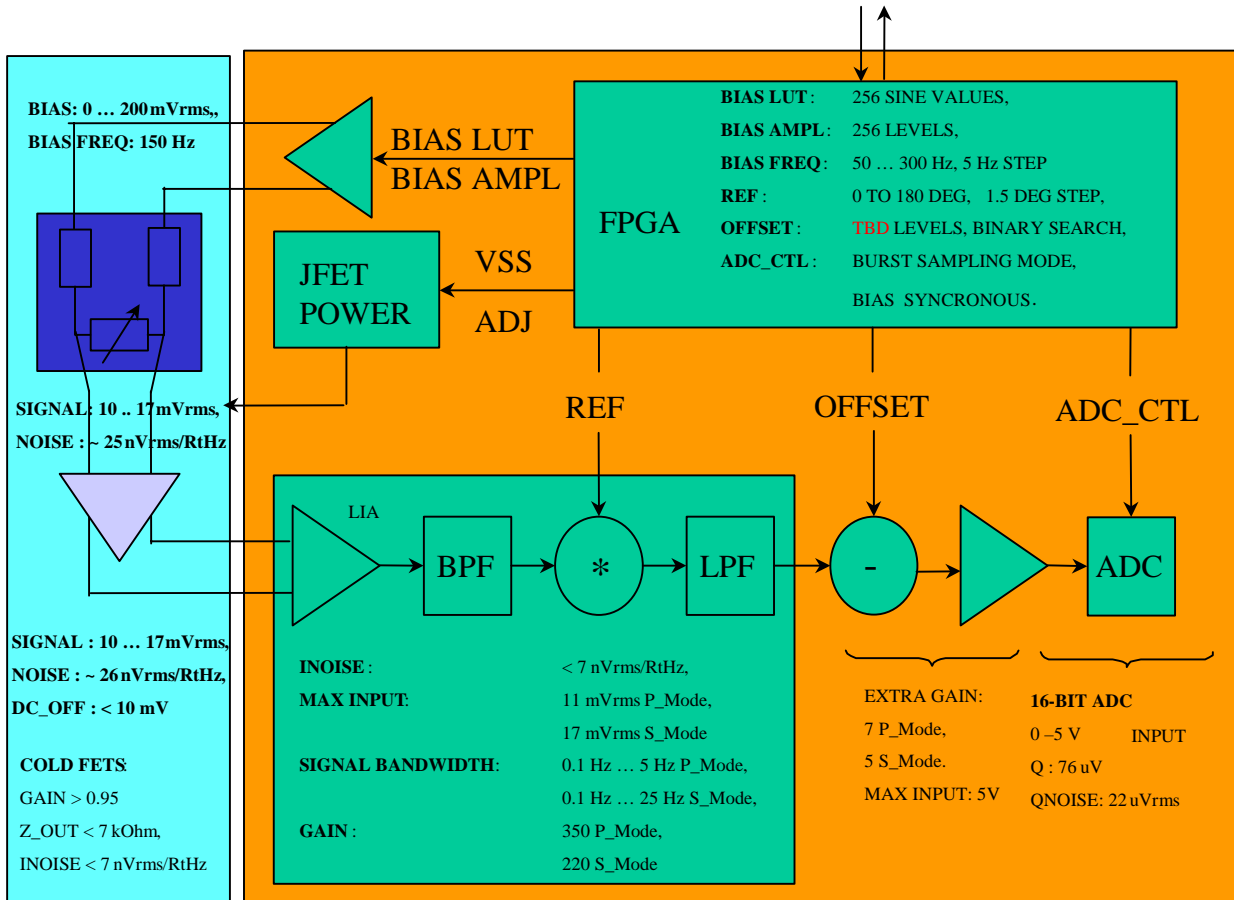 BIAS: 0 … 200mVrms,,
BIAS FREQ: 150 Hz
SIGNAL: 10 .. 17mVrms,
NOISE : ~ 25nVrms/RtHz
SIGNAL : 10 … 17mVrms,
NOISE : ~ 26nVrms/RtHz,
DC_OFF : < 10 mV
COLD FETS:
GAIN > 0.95
Z_OUT < 7 kOhm,
INOISE < 7 nVrms/RtHz
BIAS LUT
BIAS AMPL
JFET
POWER
VSS
ADJ
FPGA
BIAS LUT : 256 SINE VALUES,
BIAS AMPL : 256 LEVELS,
BIAS FREQ : 50 … 300 Hz, 5 Hz STEP
REF : 0 TO 180 DEG, 1.5 DEG STEP,
OFFSET : TBD LEVELS, BINARY SEARCH,
ADC_CTL : BURST SAMPLING MODE,
BIAS SYNCRONOUS.
REF
OFFSET
ADC_CTL
LIA
BPF
*
LPF
-
ADC
INOISE : < 7 nVrms/RtHz,
MAX INPUT: 11 mVrms P_Mode,
17 mVrms S_Mode
SIGNAL BANDWIDTH: 0.1 Hz … 5 Hz P_Mode,
0.1 Hz … 25 Hz S_Mode,
GAIN : 350 P_Mode,
220 S_Mode
EXTRA GAIN:
7 P_Mode,
5 S_Mode.
MAX INPUT: 5V
16-BIT ADC
0 –5 V INPUT
Q : 76 uV
QNOISE: 22 uVrms